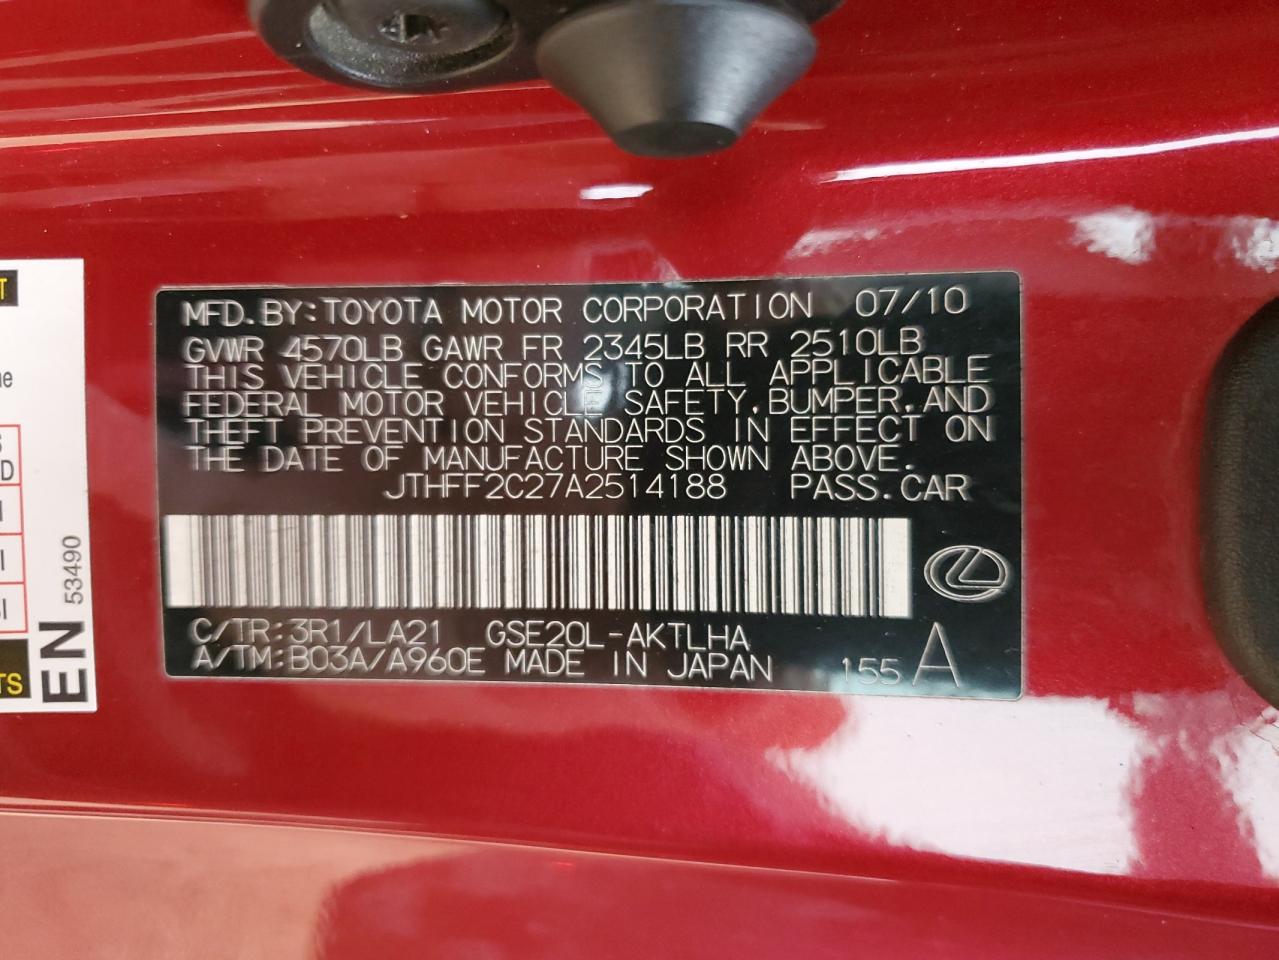 MFD.BY:TOYOTA MOTOR CORPORATION 07/10
GVWR 4570LB GAWR FR 2345LB RR 2510LB
THIS VEHICLE CONFORMS TO ALL APPLICABLE
FEDERAL MOTOR VEHICLE SAFETY,BUMPER,AND
THEFT PREVENTION STANDARDS IN EFFECT ON
THE DATE OF MANUFACTURE SHOWN ABOVE.
JTHFF2C27A2514188 PASS.CAR
C/TR:3R1/LA21 GSE20L-AKTLHA
A/TM:B03A/A960E MADE IN JAPAN 155 A
EN 53490